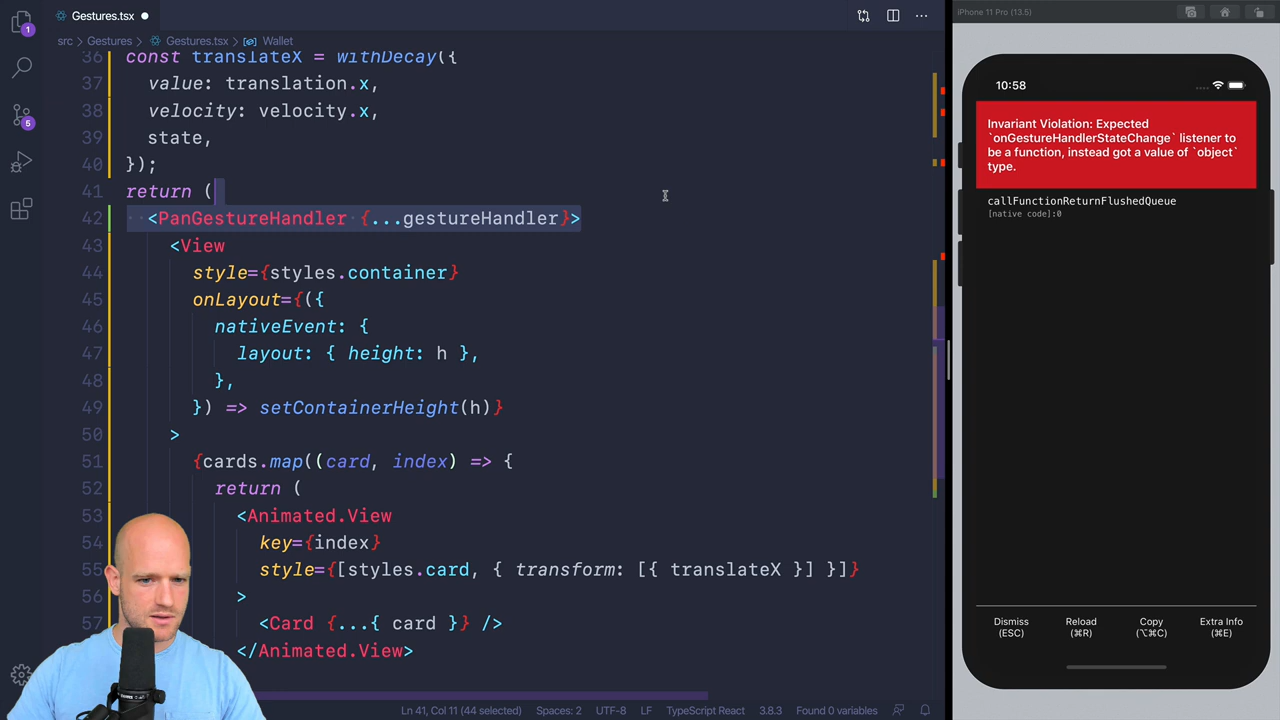 Gestures.tsx
src > Gestures > Gestures.tsx > Wallet
36 const translateX = withDecay({
37 value: translation.x,
38 velocity: velocity.x,
39 state,
40 });
41 return (
42 <PanGestureHandler {...gestureHandler}>
43 <View
44 style={styles.container}
45 onLayout={({
46 nativeEvent: {
47 layout: { height: h },
48 },
49 }) => setContainerHeight(h)}
50 >
51 {cards.map((card, index) => {
52 return (
53 <Animated.View
54 key={index}
55 style={[styles.card, { transform: [{ translateX }] }]}
56 >
57 <Card {...{ card }} />
</Animated.View>
1
5
Ln 41, Col 11 (44 selected) Spaces: 2 UTF-8 LF TypeScript React 3.8.3 Found 0 variables
iPhone 11 Pro (13.5)
10:58
Invariant Violation: Expected
`onGestureHandlerStateChange` listener to
be a function, instead got a value of `object`
type.
callFunctionReturnFlushedQueue
[native code]:0
Dismiss Reload Copy Extra Info
(ESC) (⌘R) (⌥⌘C) (⌘E)